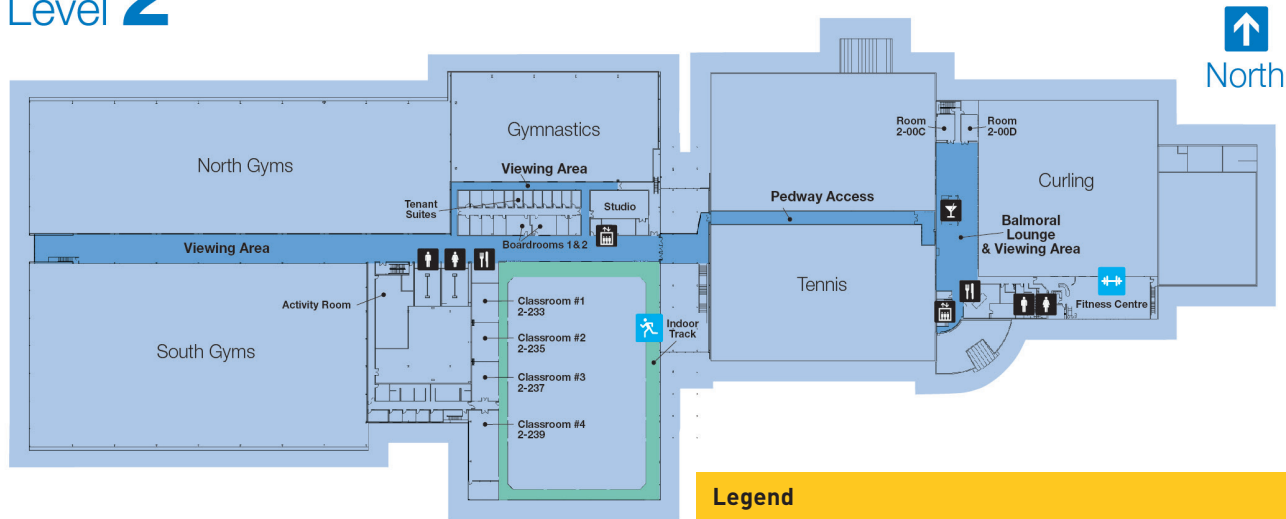 Level 2
North
North Gyms
Gymnastics
Viewing Area
Tenant
Suites
Studio
Boardrooms 1&2
Viewing Area
Activity Room
South Gyms
Classroom #1
2-233
Classroom #2
2-235
Classroom #3
2-237
Classroom #4
2-239
Indoor
Track
Pedway Access
Tennis
Room
2-00C
Room
2-00D
Curling
Balmoral
Lounge
& Viewing Area
Fitness Centre
Legend